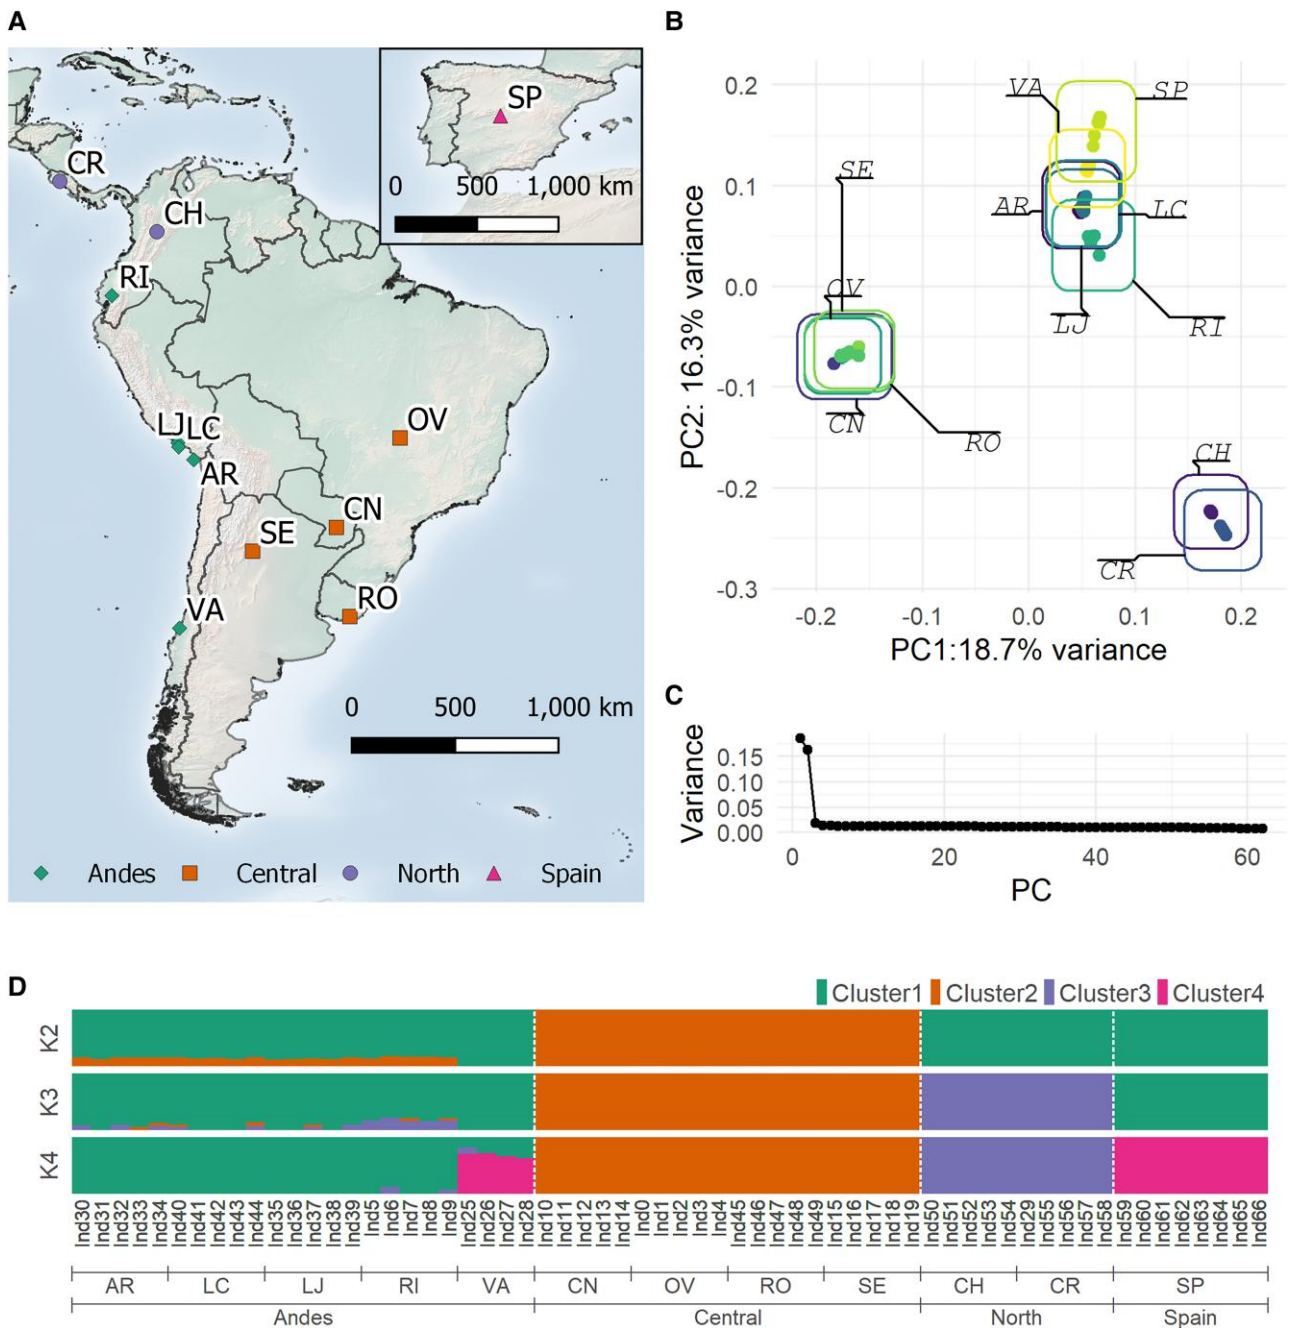 A
CR
CH
RI
LJ LC
AR
OV
CN
SE
RO
VA
SP
0 500 1,000 km
0 500 1,000 km
Andes Central North Spain
B
PC2: 16.3% variance
0.2
0.1
0.0
-0.1
-0.2
-0.3
VA SP
SE
AR LC
OV
LJ RI
CN RO
CH
CR
-0.2 -0.1 0.0 0.1 0.2
PC1:18.7% variance
C
Variance
0.15
0.10
0.05
0.00
0 20 40 60
PC
D
Cluster1 Cluster2 Cluster3 Cluster4
K2
K3
K4
Ind30 Ind31 Ind32 Ind33 Ind34 Ind40 Ind41 Ind42 Ind43 Ind44 Ind35 Ind36 Ind37 Ind38 Ind39 Ind5 Ind6 Ind7 Ind8 Ind9 Ind25 Ind26 Ind27 Ind28 Ind10 Ind11 Ind12 Ind13 Ind14 Ind0 Ind1 Ind2 Ind3 Ind4 Ind45 Ind46 Ind47 Ind48 Ind49 Ind15 Ind16 Ind17 Ind18 Ind19 Ind50 Ind51 Ind52 Ind53 Ind54 Ind29 Ind55 Ind56 Ind57 Ind58 Ind59 Ind60 Ind61 Ind62 Ind63 Ind64 Ind65 Ind66
AR LC LJ RI VA CN OV RO SE CH CR SP
Andes Central North Spain